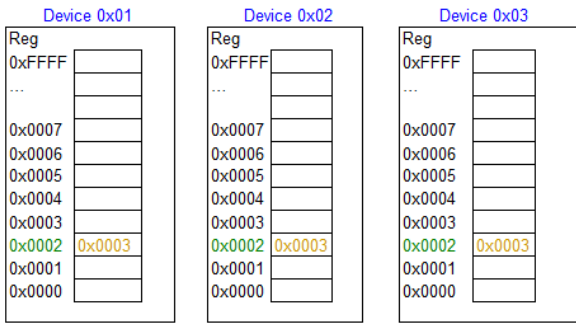 Device 0x01 Device 0x02 Device 0x03
Reg Reg Reg
0xFFFF 0xFFFF 0xFFFF
... ... ...
0x0007 0x0007 0x0007
0x0006 0x0006 0x0006
0x0005 0x0005 0x0005
0x0004 0x0004 0x0004
0x0003 0x0003 0x0003
0x0002 0x0003 0x0002 0x0003 0x0002 0x0003
0x0001 0x0001 0x0001
0x0000 0x0000 0x0000